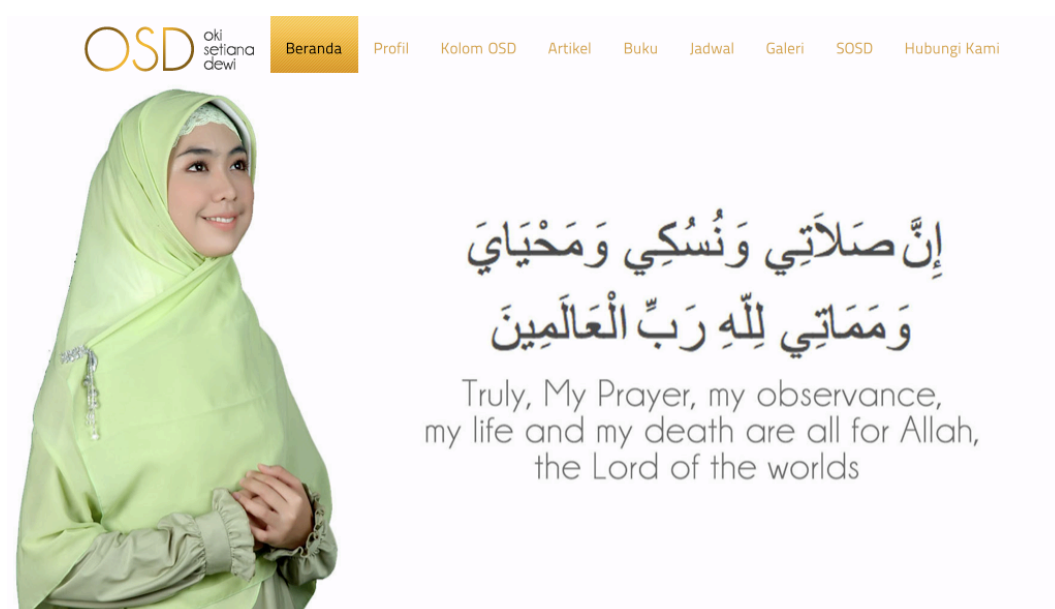 OSD
oki
setiana
dewi
Beranda
Profil
Kolom OSD
Artikel
Buku
Jadwal
Galeri
SOSD
Hubungi Kami
إِنَّ صَلاَتِي وَنُسُكِي وَمَحْيَايَ
وَمَمَاتِي لِلّهِ رَبِّ الْعَالَمِينَ
Truly, My Prayer, my observance,
my life and my death are all for Allah,
the Lord of the worlds